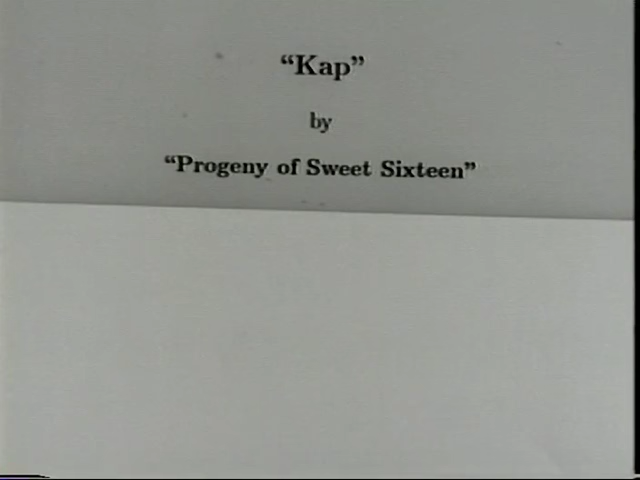 “Kap”
by
“Progeny of Sweet Sixteen”